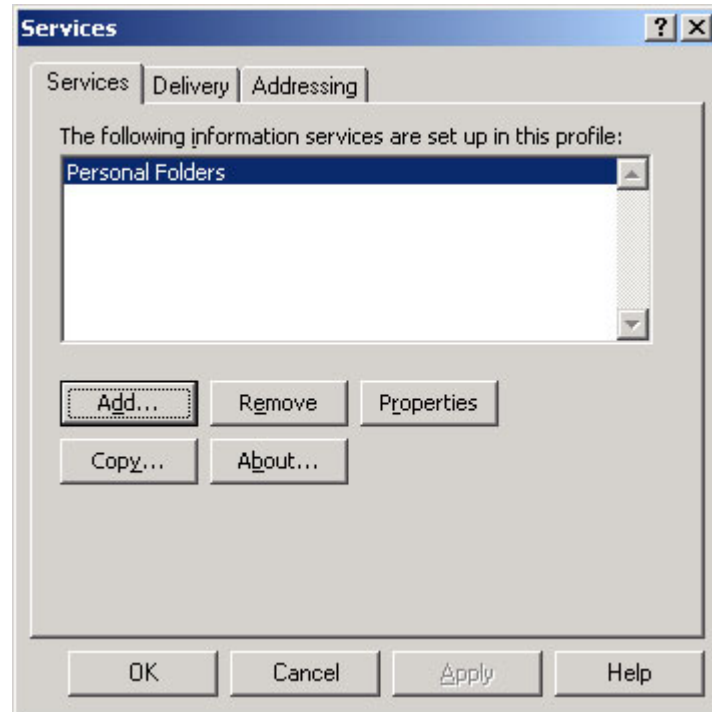 Services
Services Delivery Addressing
The following information services are set up in this profile:
Personal Folders
Add... Remove Properties
Copy... About...
OK Cancel Apply Help